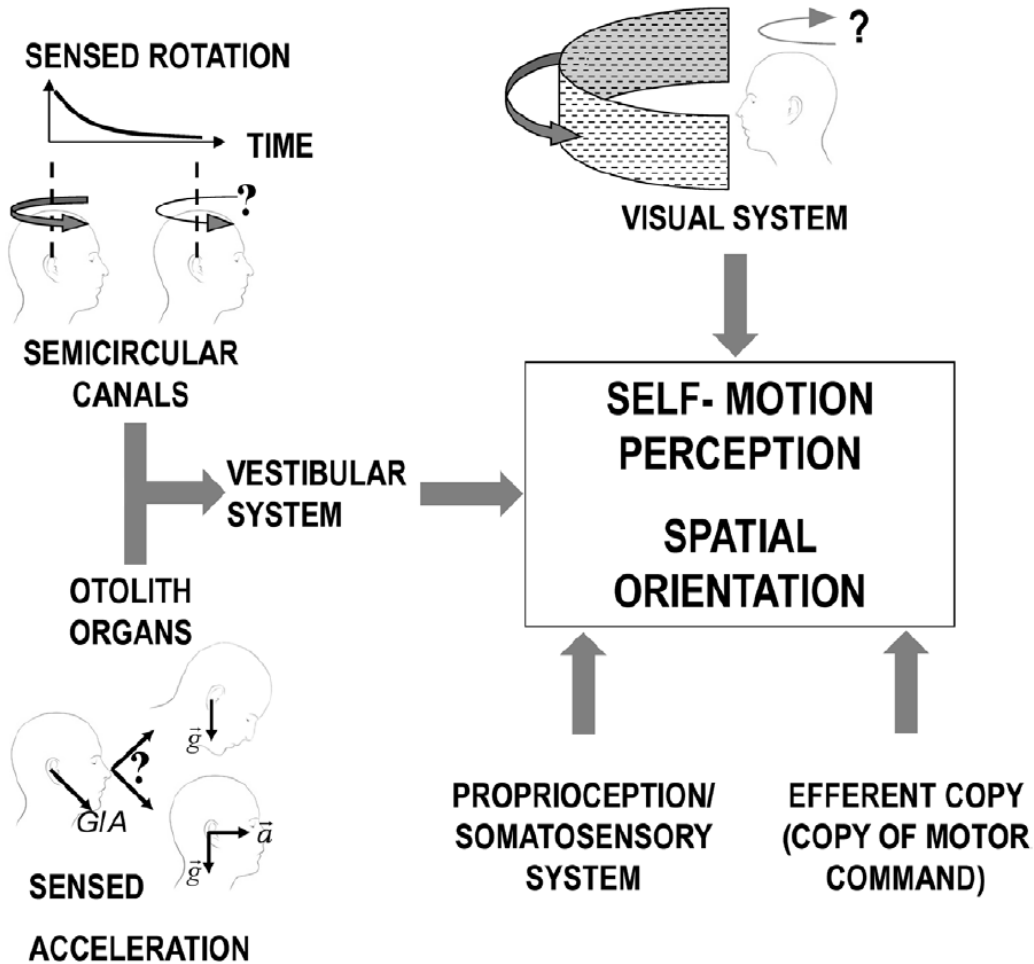 SENSED ROTATION
TIME
?
SEMICIRCULAR
CANALS
?
VISUAL SYSTEM
VESTIBULAR
SYSTEM
SELF- MOTION
PERCEPTION
SPATIAL
ORIENTATION
OTOLITH
ORGANS
g⃗
?
GIA
a⃗
g⃗
SENSED
ACCELERATION
PROPRIOCEPTION/
SOMATOSENSORY
SYSTEM
EFFERENT COPY
(COPY OF MOTOR
COMMAND)